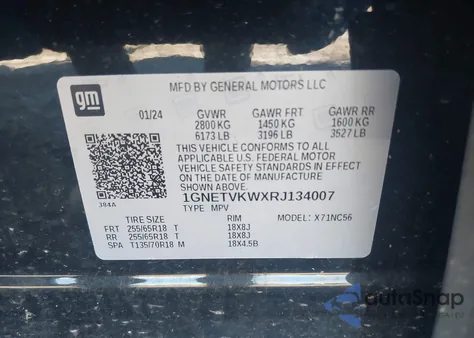 gm
MFD BY GENERAL MOTORS LLC
01/24 GVWR GAWR FRT GAWR RR
2800 KG 1450 KG 1600 KG
6173 LB 3196 LB 3527 LB
THIS VEHICLE CONFORMS TO ALL
APPLICABLE U.S. FEDERAL MOTOR
VEHICLE SAFETY STANDARDS IN EFFECT
ON THE DATE OF MANUFACTURE
SHOWN ABOVE.
384A 1GNETVKWXRJ134007
TYPE MPV
TIRE SIZE RIM MODEL: X71NC56
FRT 255/65R18 T 18X8J
RR 255/65R18 T 18X8J
SPA T135/70R18 M 18X4.5B
AutoSnap